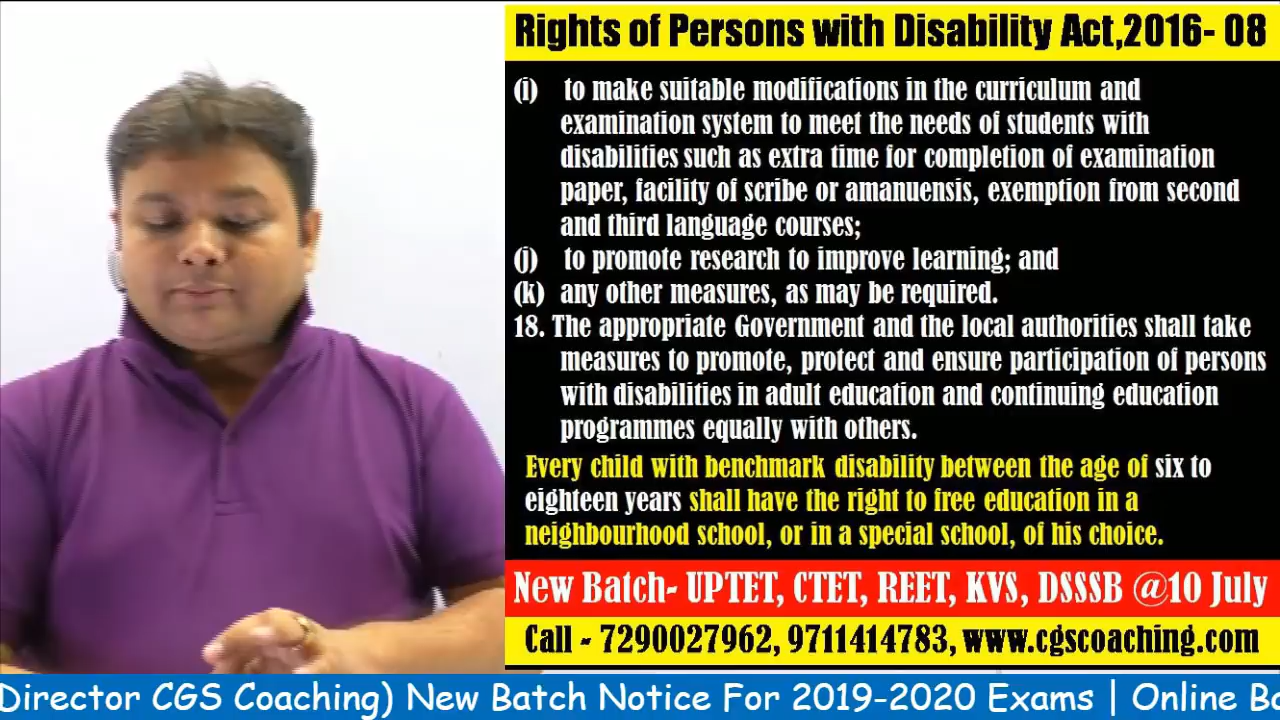 Rights of Persons with Disability Act,2016- 08
(i) to make suitable modifications in the curriculum and
examination system to meet the needs of students with
disabilities such as extra time for completion of examination
paper, facility of scribe or amanuensis, exemption from second
and third language courses;
(j) to promote research to improve learning; and
(k) any other measures, as may be required.
18. The appropriate Government and the local authorities shall take
measures to promote, protect and ensure participation of persons
with disabilities in adult education and continuing education
programmes equally with others.
Every child with benchmark disability between the age of six to
eighteen years shall have the right to free education in a
neighbourhood school, or in a special school, of his choice.
New Batch- UPTET, CTET, REET, KVS, DSSSB @10 July
Call - 7290027962, 9711414783, www.cgscoaching.com
Director CGS Coaching) New Batch Notice For 2019-2020 Exams | Online